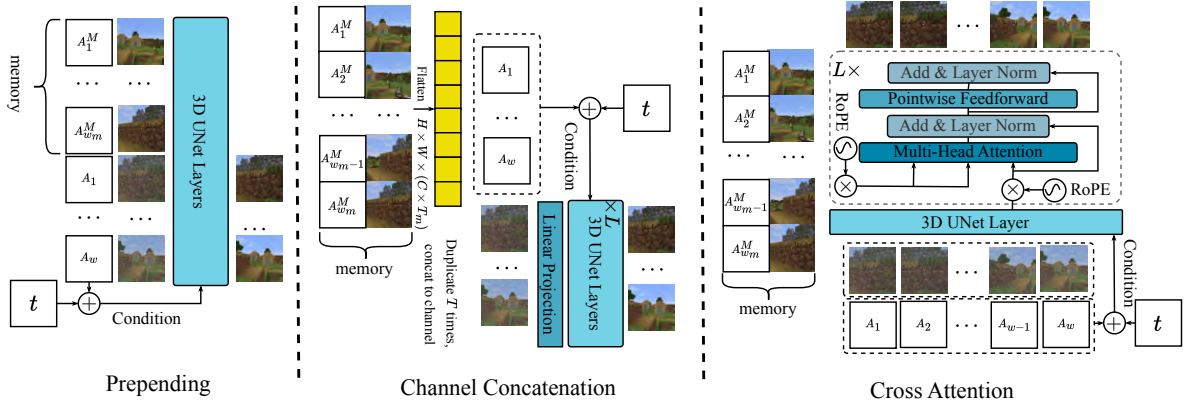 memory
A_1^M
... ...
A_{w_m}^M
A_1
... ...
A_w
t
Condition
3D UNet Layers
... ...
Prepending
A_1^M
A_2^M
... ...
A_{w_m-1}^M
A_{w_m}^M
memory
Flatten H × W × (C × T_m)
Duplicate T times,
concat to channel
A_1
...
A_w
t
Condition
...
Linear Projection
3D UNet Layers
×L
...
Channel Concatenation
A_1^M
A_2^M
... ...
A_{w_m-1}^M
A_{w_m}^M
memory
...
L×
Add & Layer Norm
Pointwise Feedforward
Add & Layer Norm
Multi-Head Attention
RoPE
RoPE
3D UNet Layer
...
A_1
A_2
...
A_{w-1}
A_w
Condition
t
Cross Attention